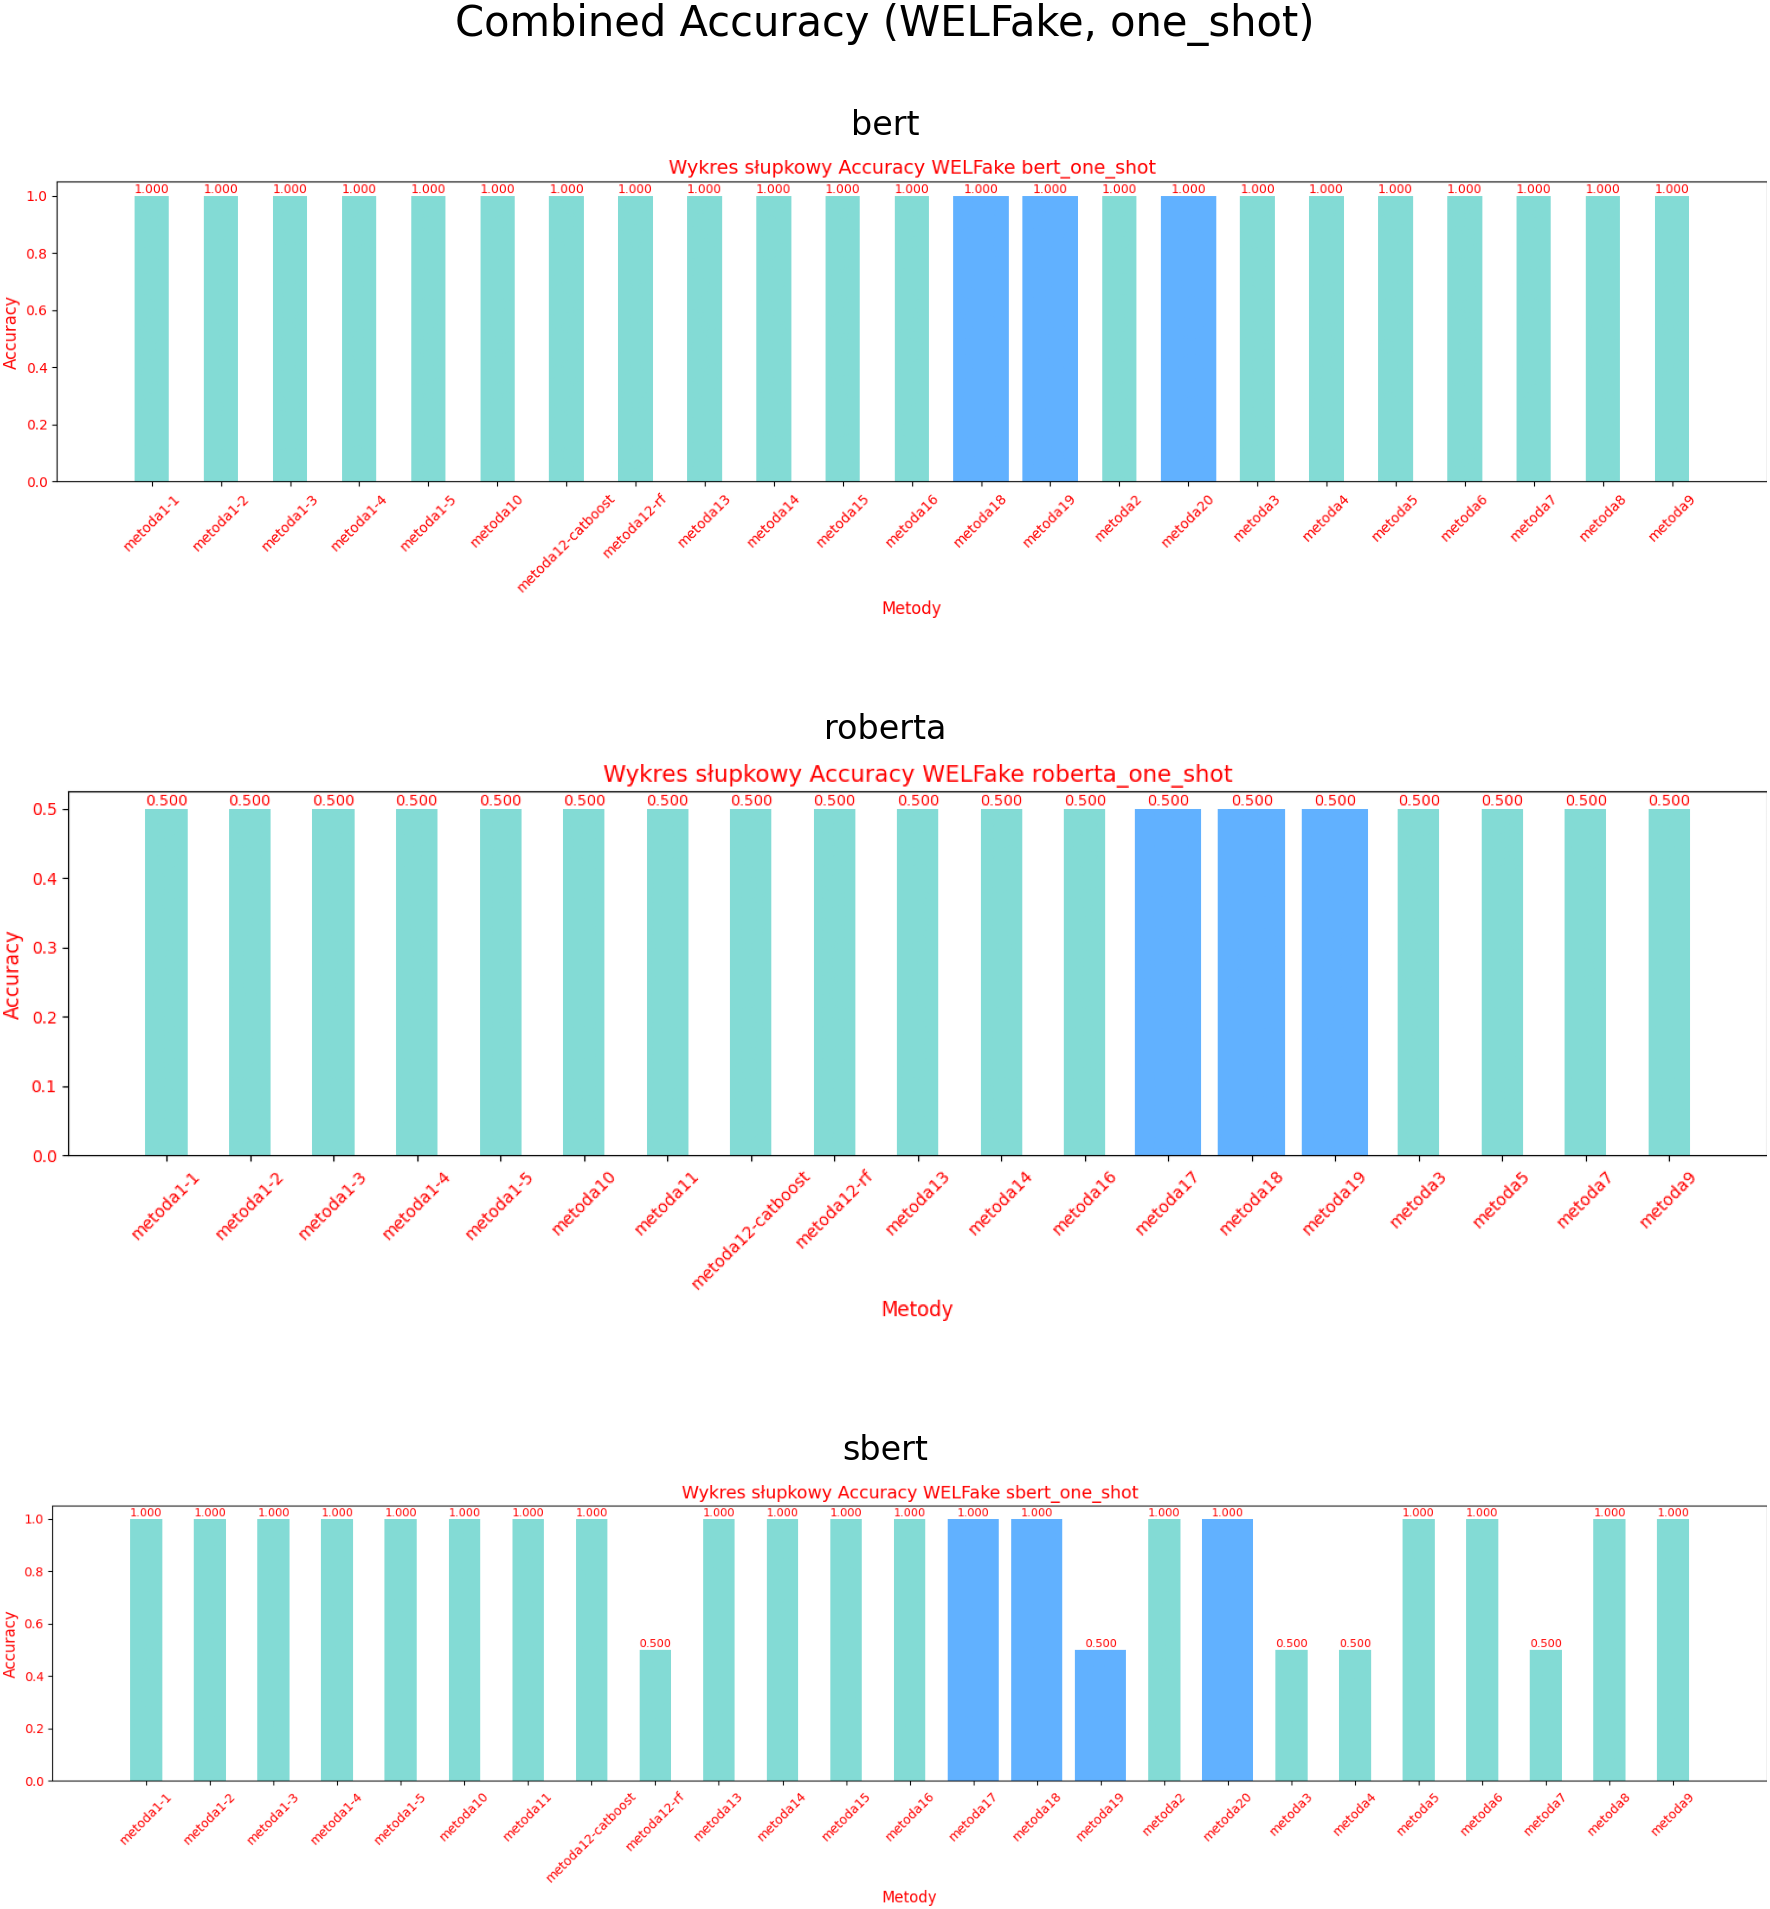 Combined Accuracy (WELFake, one_shot)
bert
Wykres słupkowy Accuracy WELFake bert_one_shot
1.000 1.000 1.000 1.000 1.000 1.000 1.000 1.000 1.000 1.000 1.000 1.000 1.000 1.000 1.000 1.000 1.000 1.000 1.000 1.000 1.000 1.000 1.000
1.0
0.8
0.6
0.4
0.2
0.0
Accuracy
metoda1-1 metoda1-2 metoda1-3 metoda1-4 metoda1-5 metoda10 metoda12-catboost metoda12-rf metoda13 metoda14 metoda15 metoda16 metoda18 metoda19 metoda2 metoda20 metoda3 metoda4 metoda5 metoda6 metoda7 metoda8 metoda9
Metody
roberta
Wykres słupkowy Accuracy WELFake roberta_one_shot
0.500 0.500 0.500 0.500 0.500 0.500 0.500 0.500 0.500 0.500 0.500 0.500 0.500 0.500 0.500 0.500 0.500 0.500 0.500
0.5
0.4
0.3
0.2
0.1
0.0
Accuracy
metoda1-1 metoda1-2 metoda1-3 metoda1-4 metoda1-5 metoda10 metoda11 metoda12-catboost metoda12-rf metoda13 metoda14 metoda16 metoda17 metoda18 metoda19 metoda3 metoda5 metoda7 metoda9
Metody
sbert
Wykres słupkowy Accuracy WELFake sbert_one_shot
1.000 1.000 1.000 1.000 1.000 1.000 1.000 1.000 1.000 1.000 1.000 1.000 1.000 1.000 1.000 1.000 1.000 1.000 1.000 1.000
0.500 0.500 0.500 0.500 0.500
1.0
0.8
0.6
0.4
0.2
0.0
Accuracy
metoda1-1 metoda1-2 metoda1-3 metoda1-4 metoda1-5 metoda10 metoda11 metoda12-catboost metoda12-rf metoda13 metoda14 metoda15 metoda16 metoda17 metoda18 metoda19 metoda2 metoda20 metoda3 metoda4 metoda5 metoda6 metoda7 metoda8 metoda9
Metody